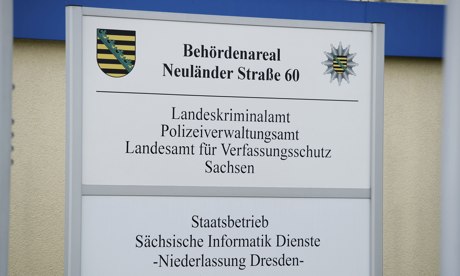 Behördenareal
Neuländer Straße 60
Landeskriminalamt
Polizeiverwaltungsamt
Landesamt für Verfassungsschutz
Sachsen
Staatsbetrieb
Sächsische Informatik Dienste
-Niederlassung Dresden-